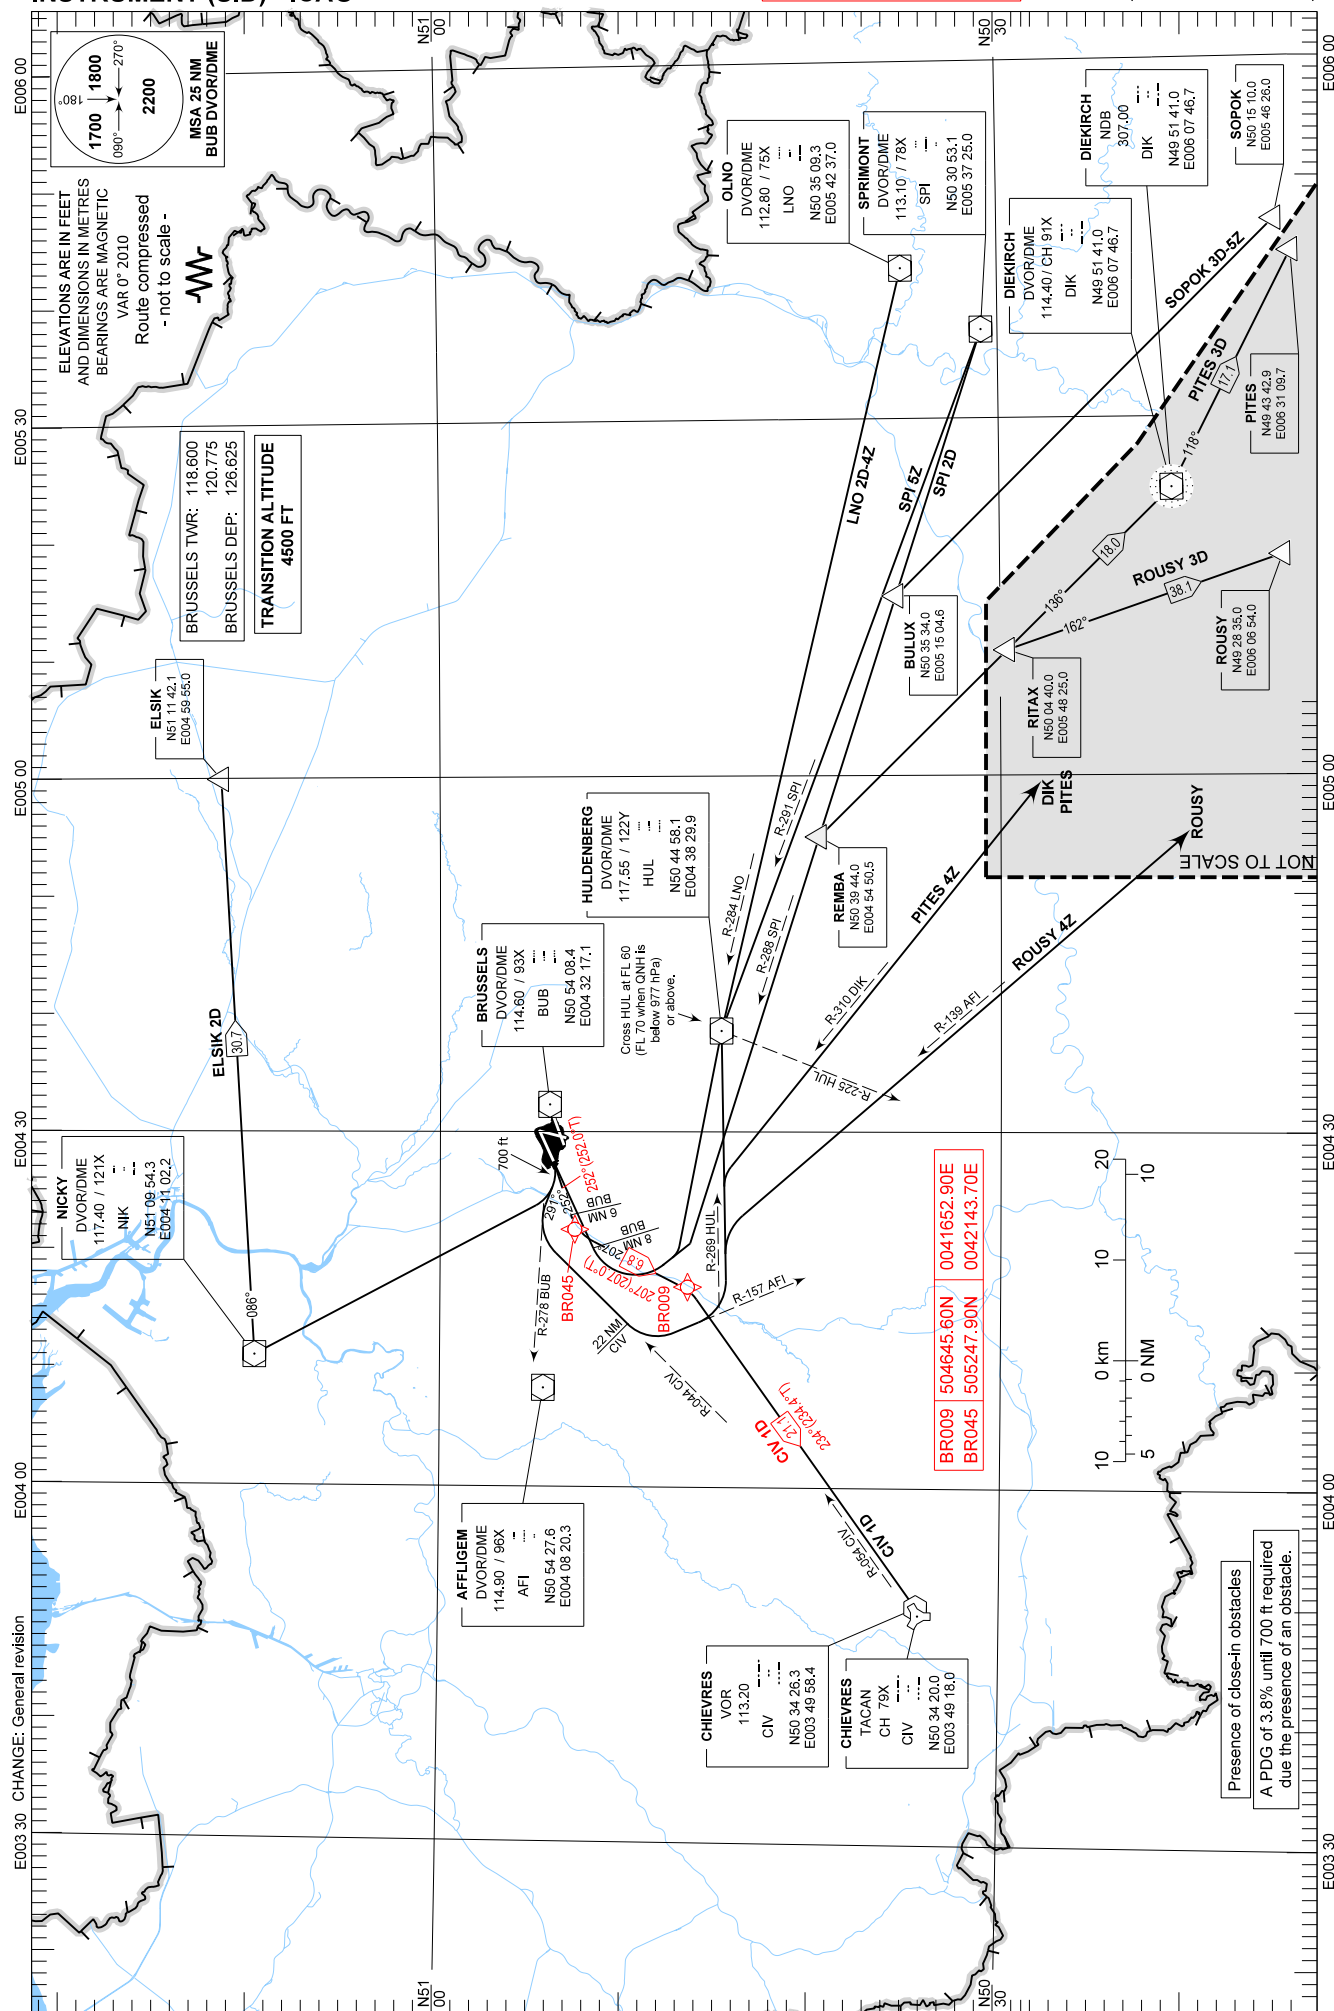 INSTRUMENT (SID) - ICAO
CHANGE: General revision
E003 30
E004 00
E004 30
E005 00
E005 30
E006 00
N51
00
N50
30
180°
1700
1800
090°
270°
2200
MSA 25 NM
BUB DVOR/DME
ELEVATIONS ARE IN FEET
AND DIMENSIONS IN METRES
BEARINGS ARE MAGNETIC
VAR 0° 2010
Route compressed
- not to scale -
BRUSSELS TWR: 118.600
120.775
BRUSSELS DEP: 126.625
TRANSITION ALTITUDE
4500 FT
ELSIK
N51 11 42.1
E004 59 55.0
ELSIK 2D
30.7
086°
NICKY
DVOR/DME
117.40 / 121X
NIK
N51 09 54.3
E004 11 02.2
BRUSSELS
DVOR/DME
114.60 / 93X
BUB
N50 54 08.4
E004 32 17.1
HULDENBERG
DVOR/DME
117.55 / 122Y
HUL
N50 44 58.1
E004 38 29.9
Cross HUL at FL 60
(FL 70 when QNH is
below 977 hPa)
or above.
OLNO
DVOR/DME
112.80 / 75X
LNO
N50 35 09.3
E005 42 37.0
SPRIMONT
DVOR/DME
113.10 / 78X
SPI
N50 30 53.1
E005 37 25.0
DIEKIRCH
DVOR/DME
114.40 / CH 91X
DIK
N49 51 41.0
E006 07 46.7
DIEKIRCH
NDB
307.00
DIK
N49 51 41.0
E006 07 46.7
SOPOK
N50 15 10.0
E005 46 26.0
PITES
N49 43 42.9
E006 31 09.7
ROUSY
N49 28 35.0
E006 06 54.0
RITAX
N50 04 40.0
E005 48 25.0
BULUX
N50 35 34.0
E005 15 04.6
REMBA
N50 39 44.0
E004 54 50.5
AFFLIGEM
DVOR/DME
114.90 / 96X
AFI
N50 54 27.6
E004 08 20.3
CHIEVRES
VOR
113.20
CIV
N50 34 26.3
E003 49 58.4
CHIEVRES
TACAN
CH 79X
CIV
N50 34 20.0
E003 49 18.0
LNO 2D-4Z
SPI 5Z
SPI 2D
SOPOK 3D-5Z
PITES 3D
17.1
118°
18.0
136°
ROUSY 3D
38.1
162°
DIK
PITES
ROUSY
NOT TO SCALE
PITES 4Z
ROUSY 4Z
R-284 LNO
R-291 SPI
R-288 SPI
R-310 DIK
R-139 AFI
R-225 HUL
R-269 HUL
R-157 AFI
R-278 BUB
R-044 CIV
R-054 CIV
22 NM
CIV
700 ft
291°
252°
252°(252.0°T)
6 NM
BUB
8 NM
BUB
207°
6.8
207°(207.0°T)
BR045
BR009
CIV 1D
21.1
234°(234.4°T)
CIV 1D
BR009 504645.60N 0041652.90E
BR045 505247.90N 0042143.70E
10 0 km 10 20
5 0 NM 10
Presence of close-in obstacles
A PDG of 3.8% until 700 ft required
due the presence of an obstacle.